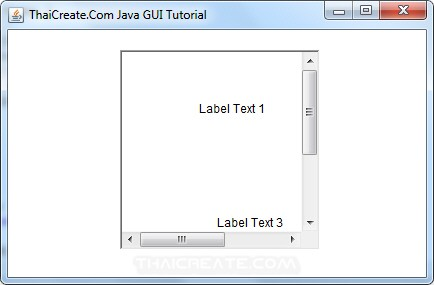 ThaiCreate.Com Java GUI Tutorial
Label Text 1
Label Text 3
THAICREATE.COM